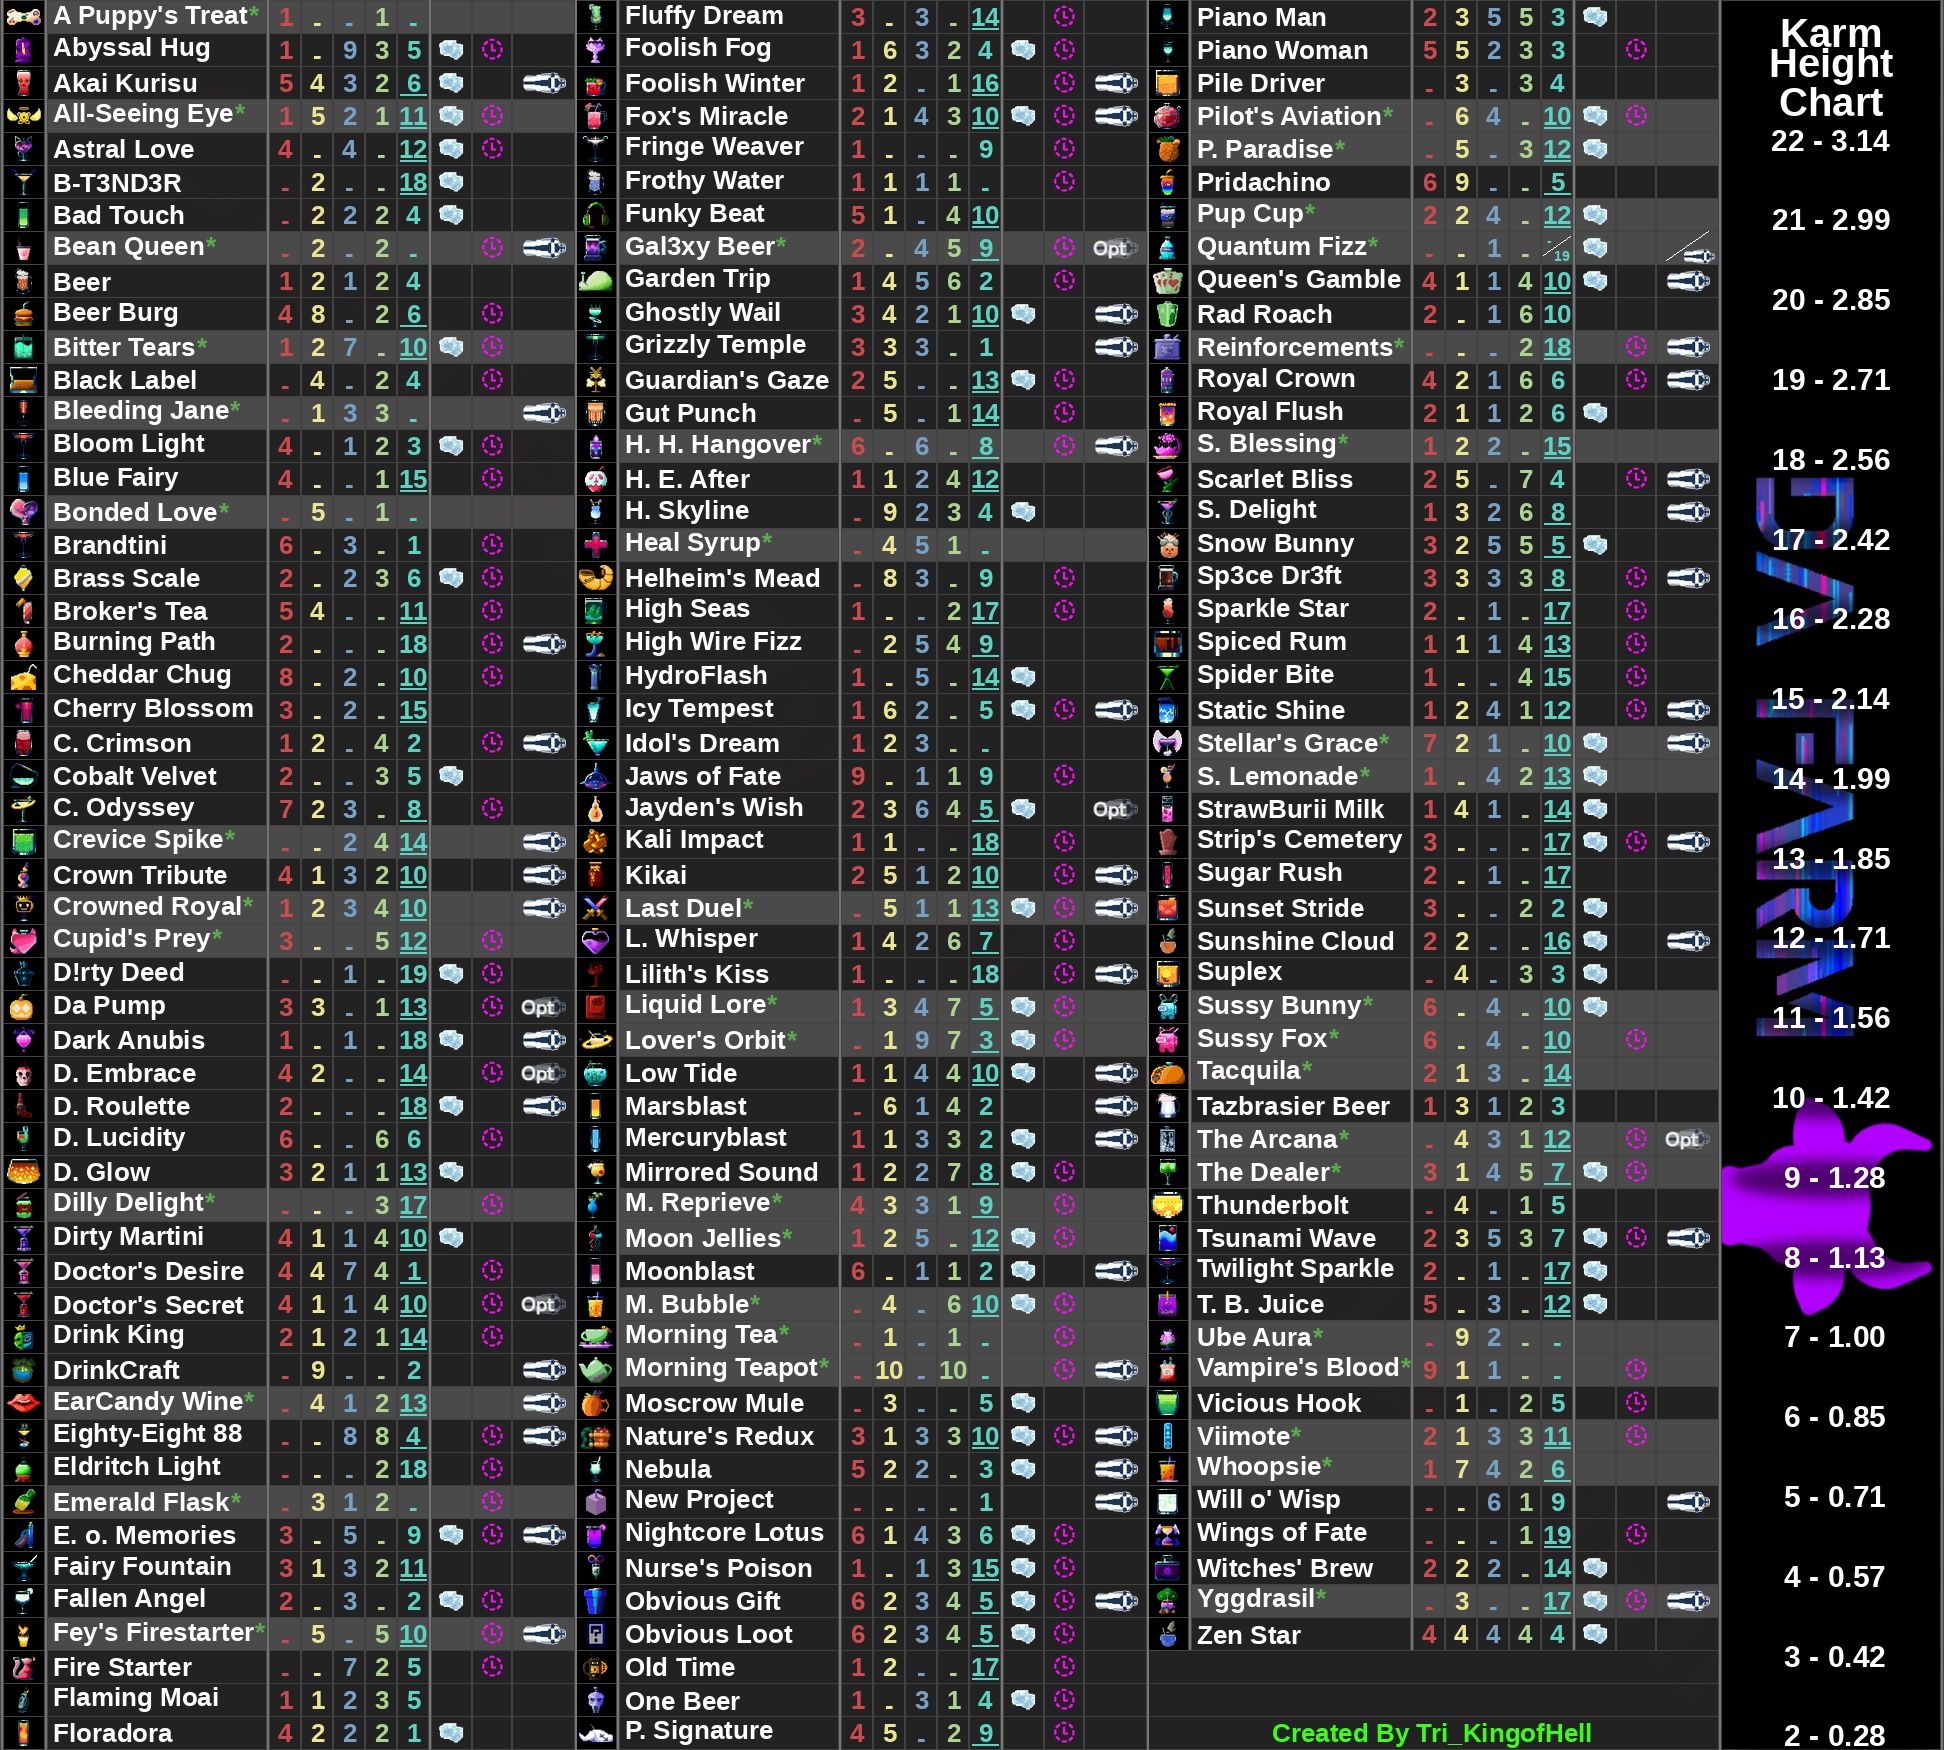 A Puppy's Treat* 1 - - 1 -
Abyssal Hug 1 - 9 3 5
Akai Kurisu 5 4 3 2 6
All-Seeing Eye* 1 5 2 1 11
Astral Love 4 - 4 - 12
B-T3ND3R - 2 - - 18
Bad Touch - 2 2 2 4
Bean Queen* - 2 - 2 -
Beer 1 2 1 2 4
Beer Burg 4 8 - 2 6
Bitter Tears* 1 2 7 - 10
Black Label - 4 - 2 4
Bleeding Jane* - 1 3 3 -
Bloom Light 4 - 1 2 3
Blue Fairy 4 - - 1 15
Bonded Love* - 5 - 1 -
Brandtini 6 - 3 - 1
Brass Scale 2 - 2 3 6
Broker's Tea 5 4 - - 11
Burning Path 2 - - - 18
Cheddar Chug 8 - 2 - 10
Cherry Blossom 3 - 2 - 15
C. Crimson 1 2 - 4 2
Cobalt Velvet 2 - - 3 5
C. Odyssey 7 2 3 - 8
Crevice Spike* - - 2 4 14
Crown Tribute 4 1 3 2 10
Crowned Royal* 1 2 3 4 10
Cupid's Prey* 3 - - 5 12
D!rty Deed - - 1 - 19
Da Pump 3 3 - 1 13 Opt
Dark Anubis 1 - 1 - 18
D. Embrace 4 2 - - 14 Opt
D. Roulette 2 - - - 18
D. Lucidity 6 - - 6 6
D. Glow 3 2 1 1 13
Dilly Delight* - - - 3 17
Dirty Martini 4 1 1 4 10
Doctor's Desire 4 4 7 4 1
Doctor's Secret 4 1 1 4 10 Opt
Drink King 2 1 2 1 14
DrinkCraft - 9 - - 2
EarCandy Wine* - 4 1 2 13
Eighty-Eight 88 - - 8 8 4
Eldritch Light - - - 2 18
Emerald Flask* - 3 1 2 -
E. o. Memories 3 - 5 - 9
Fairy Fountain 3 1 3 2 11
Fallen Angel 2 - 3 - 2
Fey's Firestarter* - 5 - 5 10
Fire Starter - - 7 2 5
Flaming Moai 1 1 2 3 5
Floradora 4 2 2 2 1
Fluffy Dream 3 - 3 - 14
Foolish Fog 1 6 3 2 4
Foolish Winter 1 2 - 1 16
Fox's Miracle 2 1 4 3 10
Fringe Weaver 1 - - - 9
Frothy Water 1 1 1 1 -
Funky Beat 5 1 - 4 10
Gal3xy Beer* 2 - 4 5 9 Opt
Garden Trip 1 4 5 6 2
Ghostly Wail 3 4 2 1 10
Grizzly Temple 3 3 3 - 1
Guardian's Gaze 2 5 - - 13
Gut Punch - 5 - 1 14
H. H. Hangover* 6 - 6 - 8
H. E. After 1 1 2 4 12
H. Skyline - 9 2 3 4
Heal Syrup* - 4 5 1 -
Helheim's Mead - 8 3 - 9
High Seas 1 - - 2 17
High Wire Fizz - 2 5 4 9
HydroFlash 1 - 5 - 14
Icy Tempest 1 6 2 - 5
Idol's Dream 1 2 3 - -
Jaws of Fate 9 - 1 1 9
Jayden's Wish 2 3 6 4 5 Opt
Kali Impact 1 1 - - 18
Kikai 2 5 1 2 10
Last Duel* - 5 1 1 13
L. Whisper 1 4 2 6 7
Lilith's Kiss 1 - - - 18
Liquid Lore* 1 3 4 7 5
Lover's Orbit* - 1 9 7 3
Low Tide 1 1 4 4 10
Marsblast - 6 1 4 2
Mercuryblast 1 1 3 3 2
Mirrored Sound 1 2 2 7 8
M. Reprieve* 4 3 3 1 9
Moon Jellies* 1 2 5 - 12
Moonblast 6 - 1 1 2
M. Bubble* - 4 - 6 10
Morning Tea* - 1 - 1 -
Morning Teapot* - 10 - 10 -
Moscrow Mule - 3 - - 5
Nature's Redux 3 1 3 3 10
Nebula 5 2 2 - 3
New Project - - - - 1
Nightcore Lotus 6 1 4 3 6
Nurse's Poison 1 - 1 3 15
Obvious Gift 6 2 3 4 5
Obvious Loot 6 2 3 4 5
Old Time 1 2 - - 17
One Beer 1 - 3 1 4
P. Signature 4 5 - 2 9
Piano Man 2 3 5 5 3
Piano Woman 5 5 2 3 3
Pile Driver - 3 - 3 4
Pilot's Aviation* - 6 4 - 10
P. Paradise* - 5 - 3 12
Pridachino 6 9 - - 5
Pup Cup* 2 2 4 - 12
Quantum Fizz* - - 1 - -/19
Queen's Gamble 4 1 1 4 10
Rad Roach 2 - 1 6 10
Reinforcements* - - - 2 18
Royal Crown 4 2 1 6 6
Royal Flush 2 1 1 2 6
S. Blessing* 1 2 2 - 15
Scarlet Bliss 2 5 - 7 4
S. Delight 1 3 2 6 8
Snow Bunny 3 2 5 5 5
Sp3ce Dr3ft 3 3 3 3 8
Sparkle Star 2 - 1 - 17
Spiced Rum 1 1 1 4 13
Spider Bite 1 - - 4 15
Static Shine 1 2 4 1 12
Stellar's Grace* 7 2 1 - 10
S. Lemonade* 1 - 4 2 13
StrawBurii Milk 1 4 1 - 14
Strip's Cemetery 3 - - - 17
Sugar Rush 2 - 1 - 17
Sunset Stride 3 - - 2 2
Sunshine Cloud 2 2 - - 16
Suplex - 4 - 3 3
Sussy Bunny* 6 - 4 - 10
Sussy Fox* 6 - 4 - 10
Tacquila* 2 1 3 - 14
Tazbrasier Beer 1 3 1 2 3
The Arcana* - 4 3 1 12 Opt
The Dealer* 3 1 4 5 7
Thunderbolt - 4 - 1 5
Tsunami Wave 2 3 5 3 7
Twilight Sparkle 2 - 1 - 17
T. B. Juice 5 - 3 - 12
Ube Aura* - 9 2 - -
Vampire's Blood* 9 1 1 - -
Vicious Hook - 1 - 2 5
Viimote* 2 1 3 3 11
Whoopsie* 1 7 4 2 6
Will o' Wisp - - 6 1 9
Wings of Fate - - - 1 19
Witches' Brew 2 2 2 - 14
Yggdrasil* - 3 - - 17
Zen Star 4 4 4 4 4
Created By Tri_KingofHell
Karm
Height
Chart
22 - 3.14
21 - 2.99
20 - 2.85
19 - 2.71
18 - 2.56
17 - 2.42
16 - 2.28
15 - 2.14
14 - 1.99
13 - 1.85
12 - 1.71
11 - 1.56
10 - 1.42
9 - 1.28
8 - 1.13
7 - 1.00
6 - 0.85
5 - 0.71
4 - 0.57
3 - 0.42
2 - 0.28